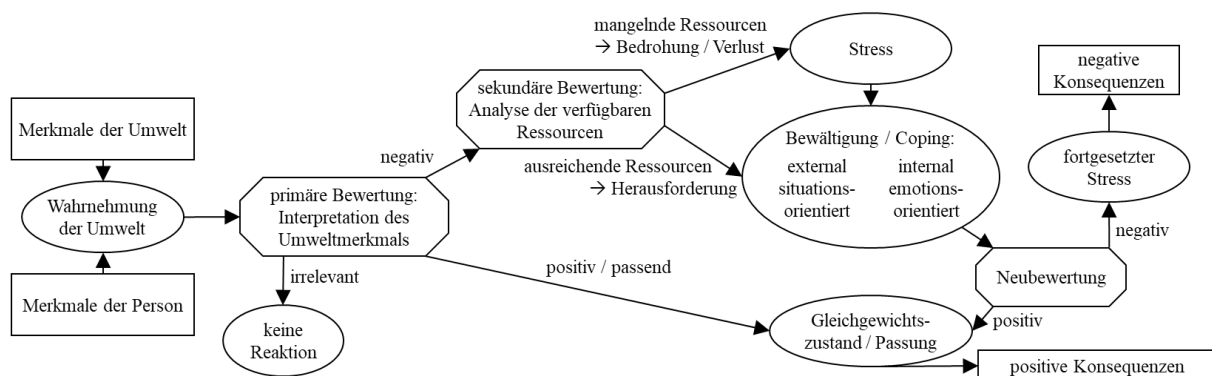 Merkmale der Umwelt
Wahrnehmung
der Umwelt
Merkmale der Person
primäre Bewertung:
Interpretation des
Umweltmerkmals
irrelevant
keine
Reaktion
negativ
sekundäre Bewertung:
Analyse der verfügbaren
Ressourcen
mangelnde Ressourcen
→ Bedrohung / Verlust
ausreichende Ressourcen
→ Herausforderung
positiv / passend
Stress
Bewältigung / Coping:
external
situations-
orientiert
internal
emotions-
orientiert
Neubewertung
negativ
fortgesetzter
Stress
negative
Konsequenzen
positiv
Gleichgewichts-
zustand / Passung
positive Konsequenzen